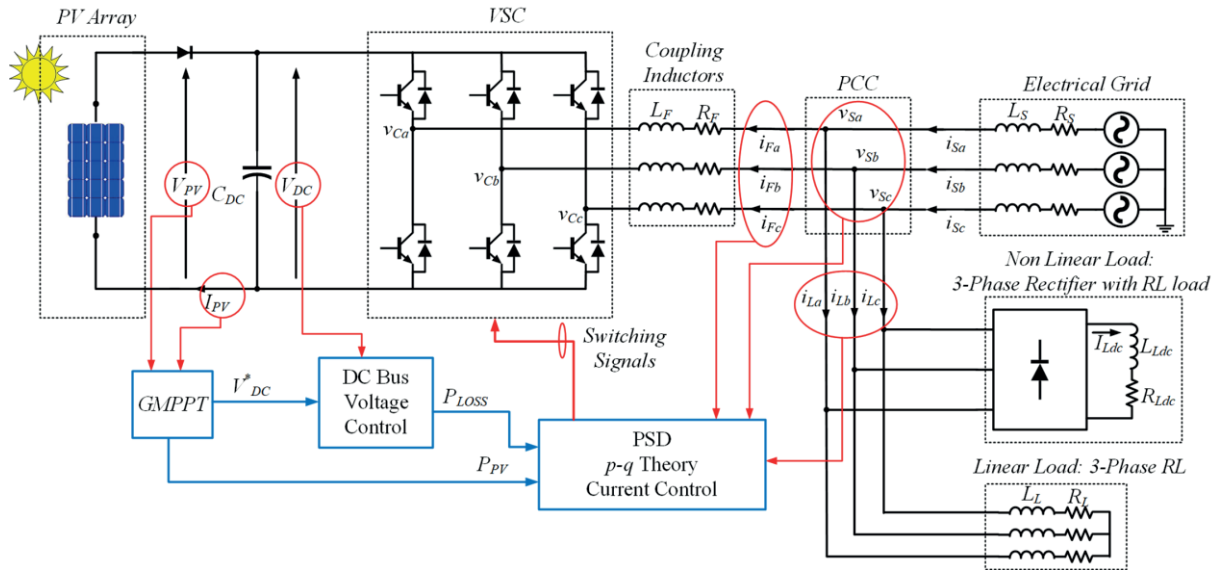 PV Array
VSC
Coupling
Inductors
PCC
Electrical Grid
L_F
R_F
v_Sa
L_S
R_S
v_Ca
i_Fa
i_Sa
v_Sb
v_Cb
i_Fb
i_Sb
V_PV
C_DC
V_DC
v_Sc
v_Cc
i_Fc
i_Sc
Non Linear Load:
3-Phase Rectifier with RL load
I_PV
i_La
i_Lb
i_Lc
I_Ldc
L_Ldc
R_Ldc
Switching
Signals
GMPPT
V*_DC
DC Bus
Voltage
Control
P_LOSS
PSD
p-q Theory
Current Control
P_PV
Linear Load: 3-Phase RL
L_L
R_L